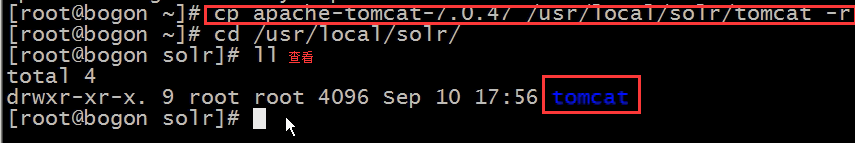 [root@bogon ~]# cp apache-tomcat-7.0.47 /usr/local/solr/tomcat -r
[root@bogon ~]# cd /usr/local/solr/
[root@bogon solr]# ll 查看
total 4
drwxr-xr-x. 9 root root 4096 Sep 10 17:56 tomcat
[root@bogon solr]#